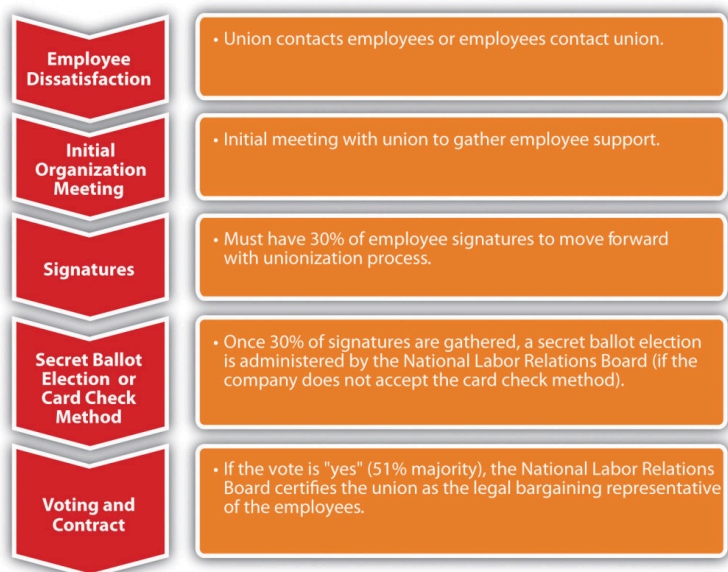 Employee
Dissatisfaction
• Union contacts employees or employees contact union.
Initial
Organization
Meeting
• Initial meeting with union to gather employee support.
Signatures
• Must have 30% of employee signatures to move forward
with unionization process.
Secret Ballot
Election or
Card Check
Method
• Once 30% of signatures are gathered, a secret ballot election
is administered by the National Labor Relations Board (if the
company does not accept the card check method).
Voting and
Contract
• If the vote is "yes" (51% majority), the National Labor Relations
Board certifies the union as the legal bargaining representative
of the employees.